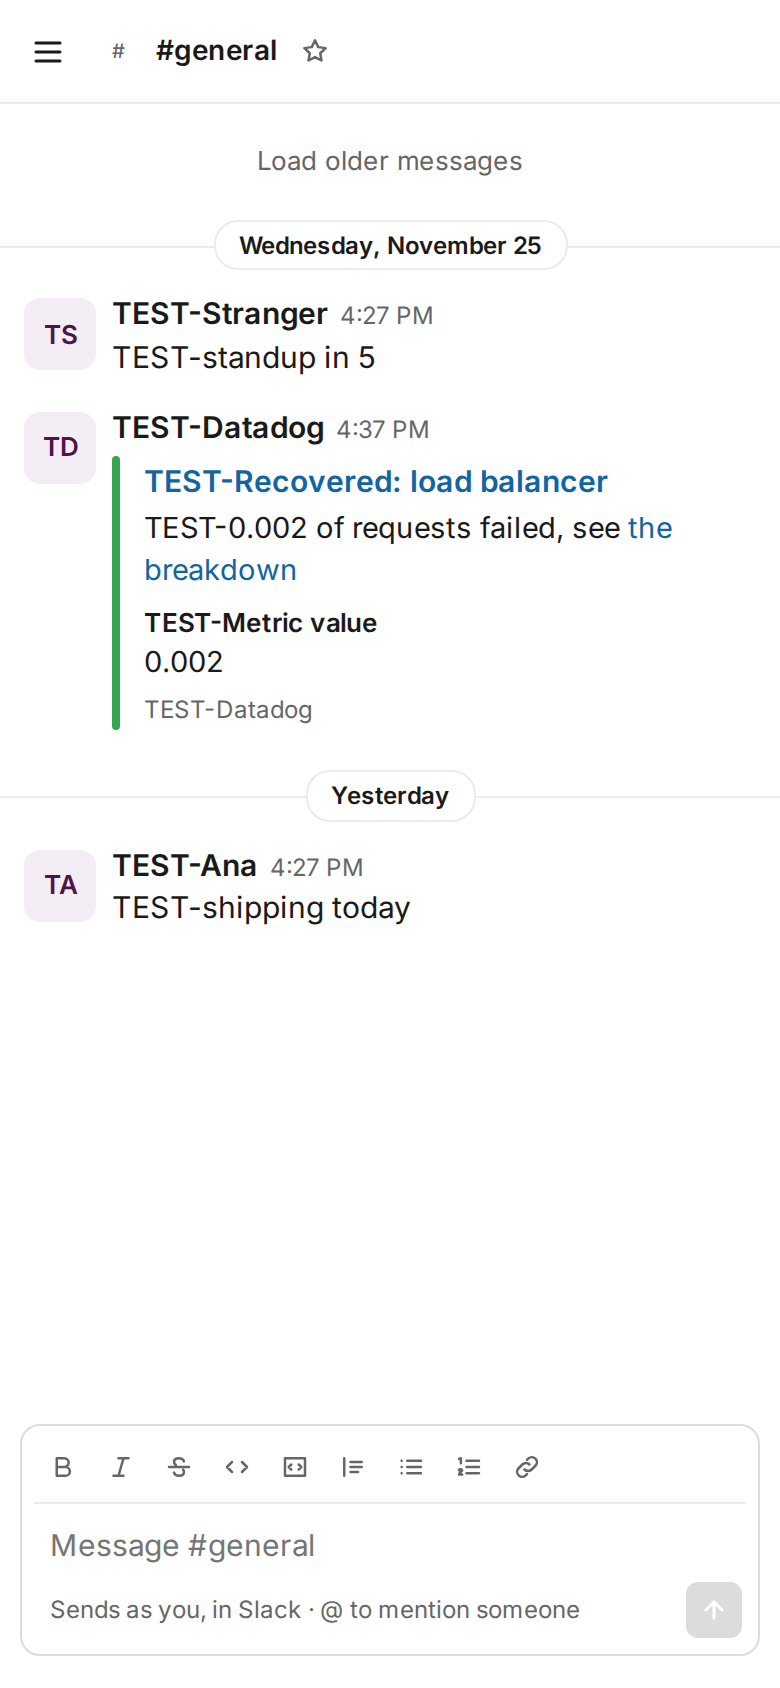 # #general
Load older messages
Wednesday, November 25
TS
TEST-Stranger 4:27 PM
TEST-standup in 5
TD
TEST-Datadog 4:37 PM
TEST-Recovered: load balancer
TEST-0.002 of requests failed, see the
breakdown
TEST-Metric value
0.002
TEST-Datadog
Yesterday
TA
TEST-Ana 4:27 PM
TEST-shipping today
Message #general
Sends as you, in Slack · @ to mention someone